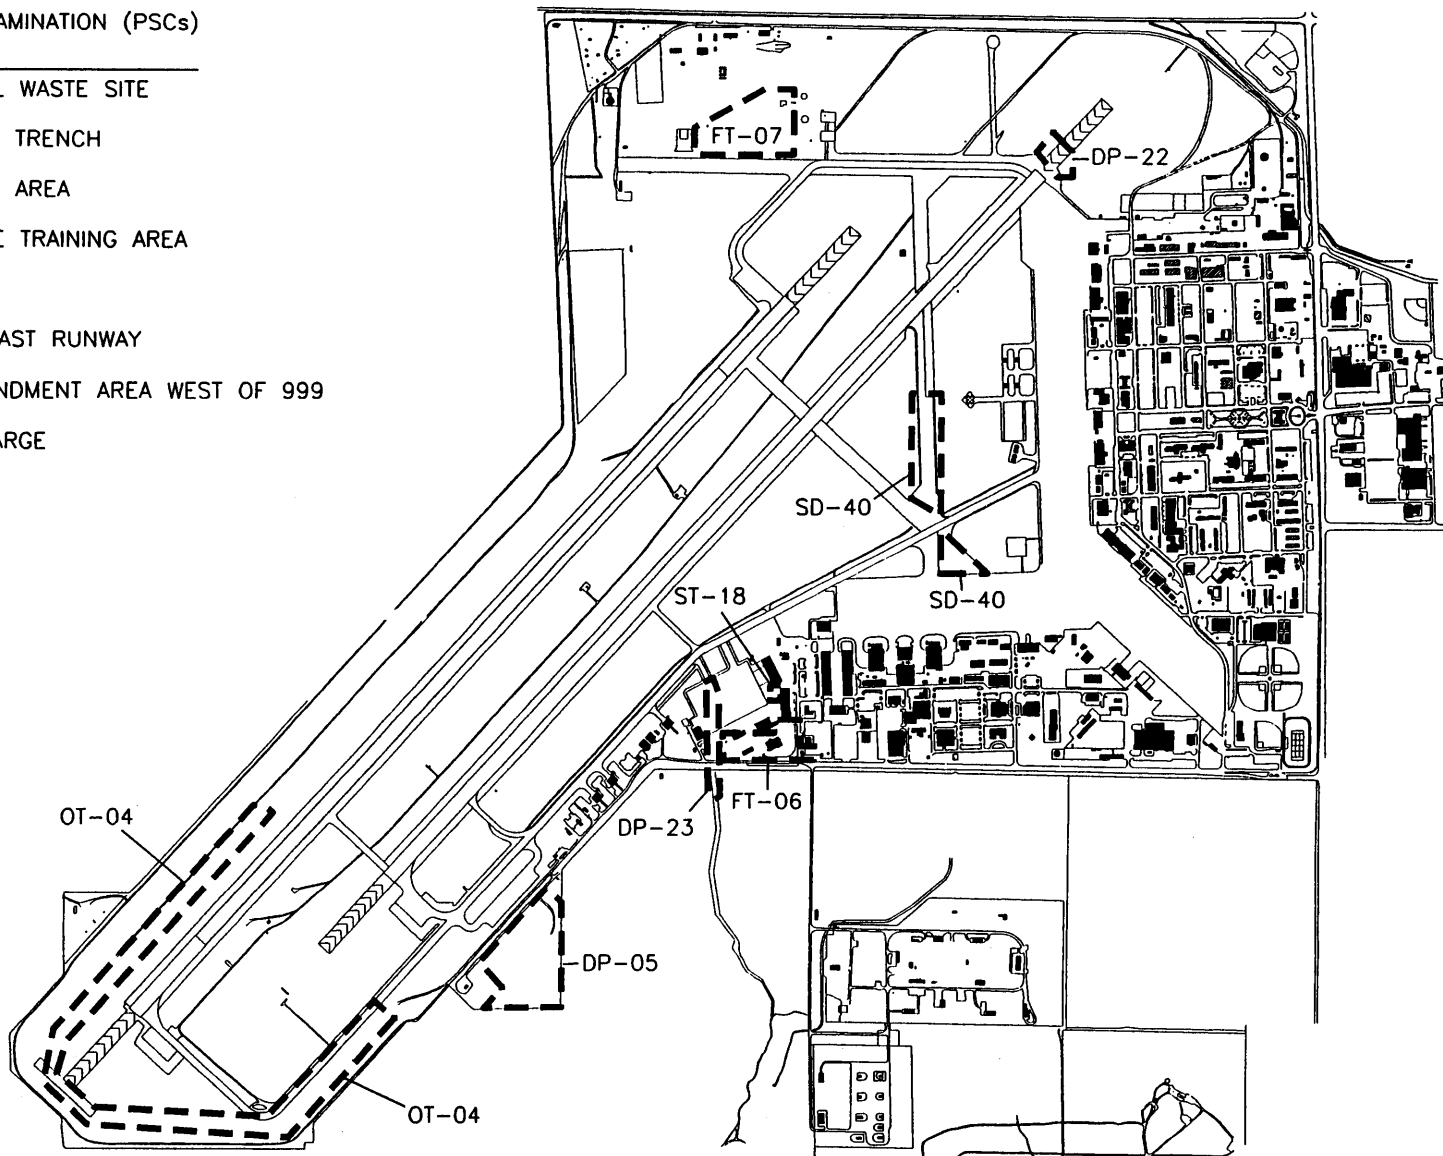 AMINATION (PSCs)
WASTE SITE
TRENCH
AREA
TRAINING AREA
AST RUNWAY
NDMENT AREA WEST OF 999
ARGE
FT-07
DP-22
SD-40
SD-40
ST-18
OT-04
FT-06
DP-23
DP-05
OT-04